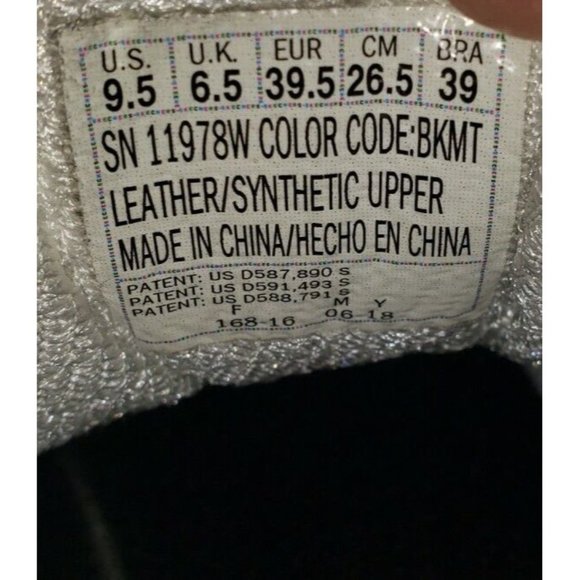 U.S. U.K. EUR CM BRA
9.5 6.5 39.5 26.5 39
SN 11978W COLOR CODE:BKMT
LEATHER/SYNTHETIC UPPER
MADE IN CHINA/HECHO EN CHINA
PATENT: US D587,890 S
PATENT: US D591,493 S
PATENT: US D588,791 S
F M Y
168-16 06 18